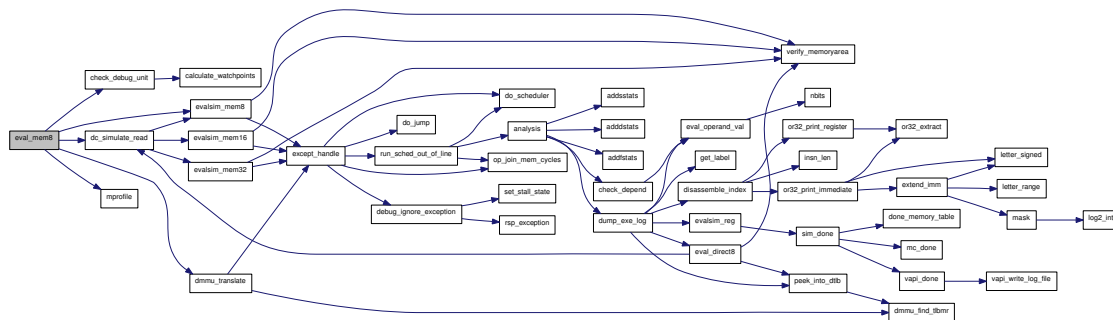 eval_mem8
check_debug_unit
dc_simulate_read
mprofile
calculate_watchpoints
evalsim_mem8
evalsim_mem16
evalsim_mem32
dmmu_translate
except_handle
do_jump
run_sched_out_of_line
debug_ignore_exception
do_scheduler
analysis
op_join_mem_cycles
set_stall_state
rsp_exception
addsstats
adddstats
addfstats
check_depend
dump_exe_log
eval_operand_val
get_label
disassemble_index
evalsim_reg
eval_direct8
verify_memoryarea
nbits
or32_print_register
insn_len
or32_print_immediate
sim_done
peek_into_dtlb
or32_extract
extend_imm
done_memory_table
mc_done
vapi_done
dmmu_find_tlbmr
letter_signed
letter_range
mask
vapi_write_log_file
log2_int